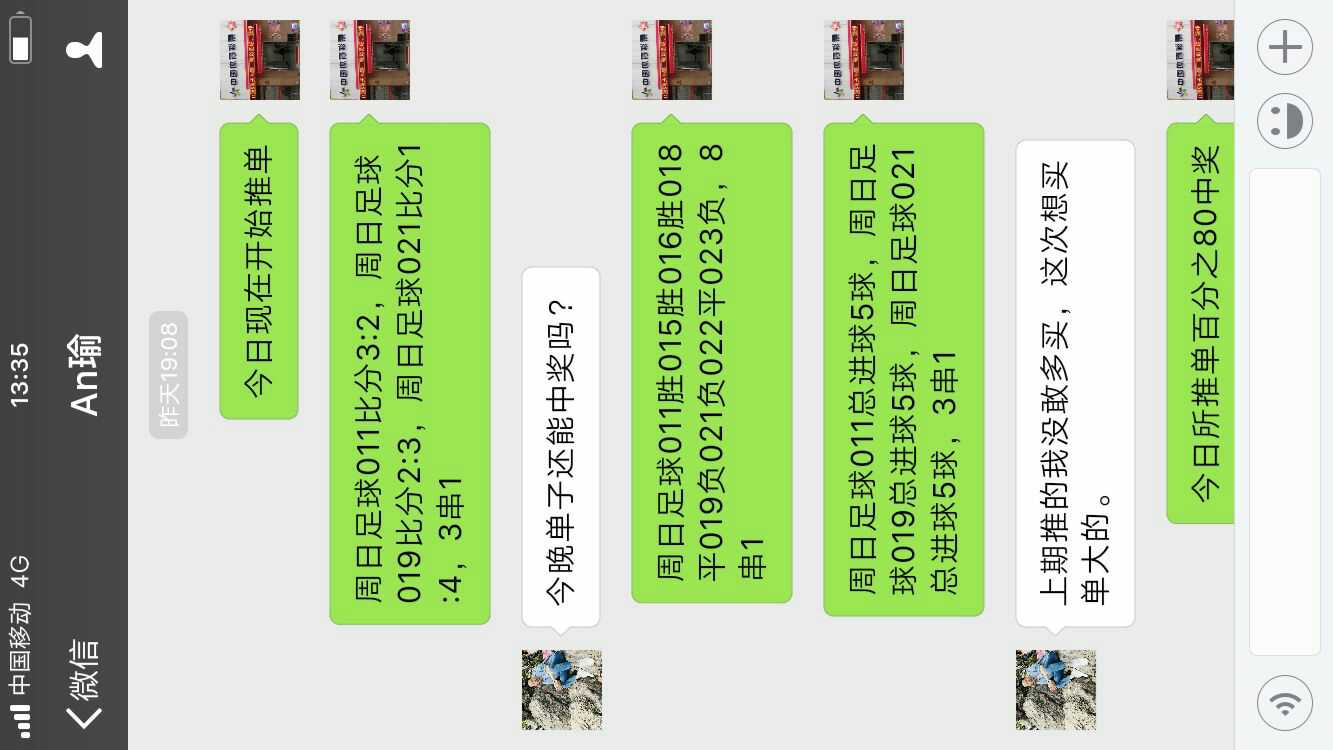 中国移动 4G 13:35
微信 An瑜
昨天19:08
今日现在开始推单
周日足球011比分3:2，周日足球
019比分2:3，周日足球021比分1
:4，3串1
今晚单子还能中奖吗？
周日足球011胜015胜016胜018
平019负021负022平023负，8
串1
周日足球011总进球5球，周日足
球019总进球5球，周日足球021
总进球5球，3串1
上期推的我没敢多买，这次想买
单大的。
今日所推单百分之80中奖